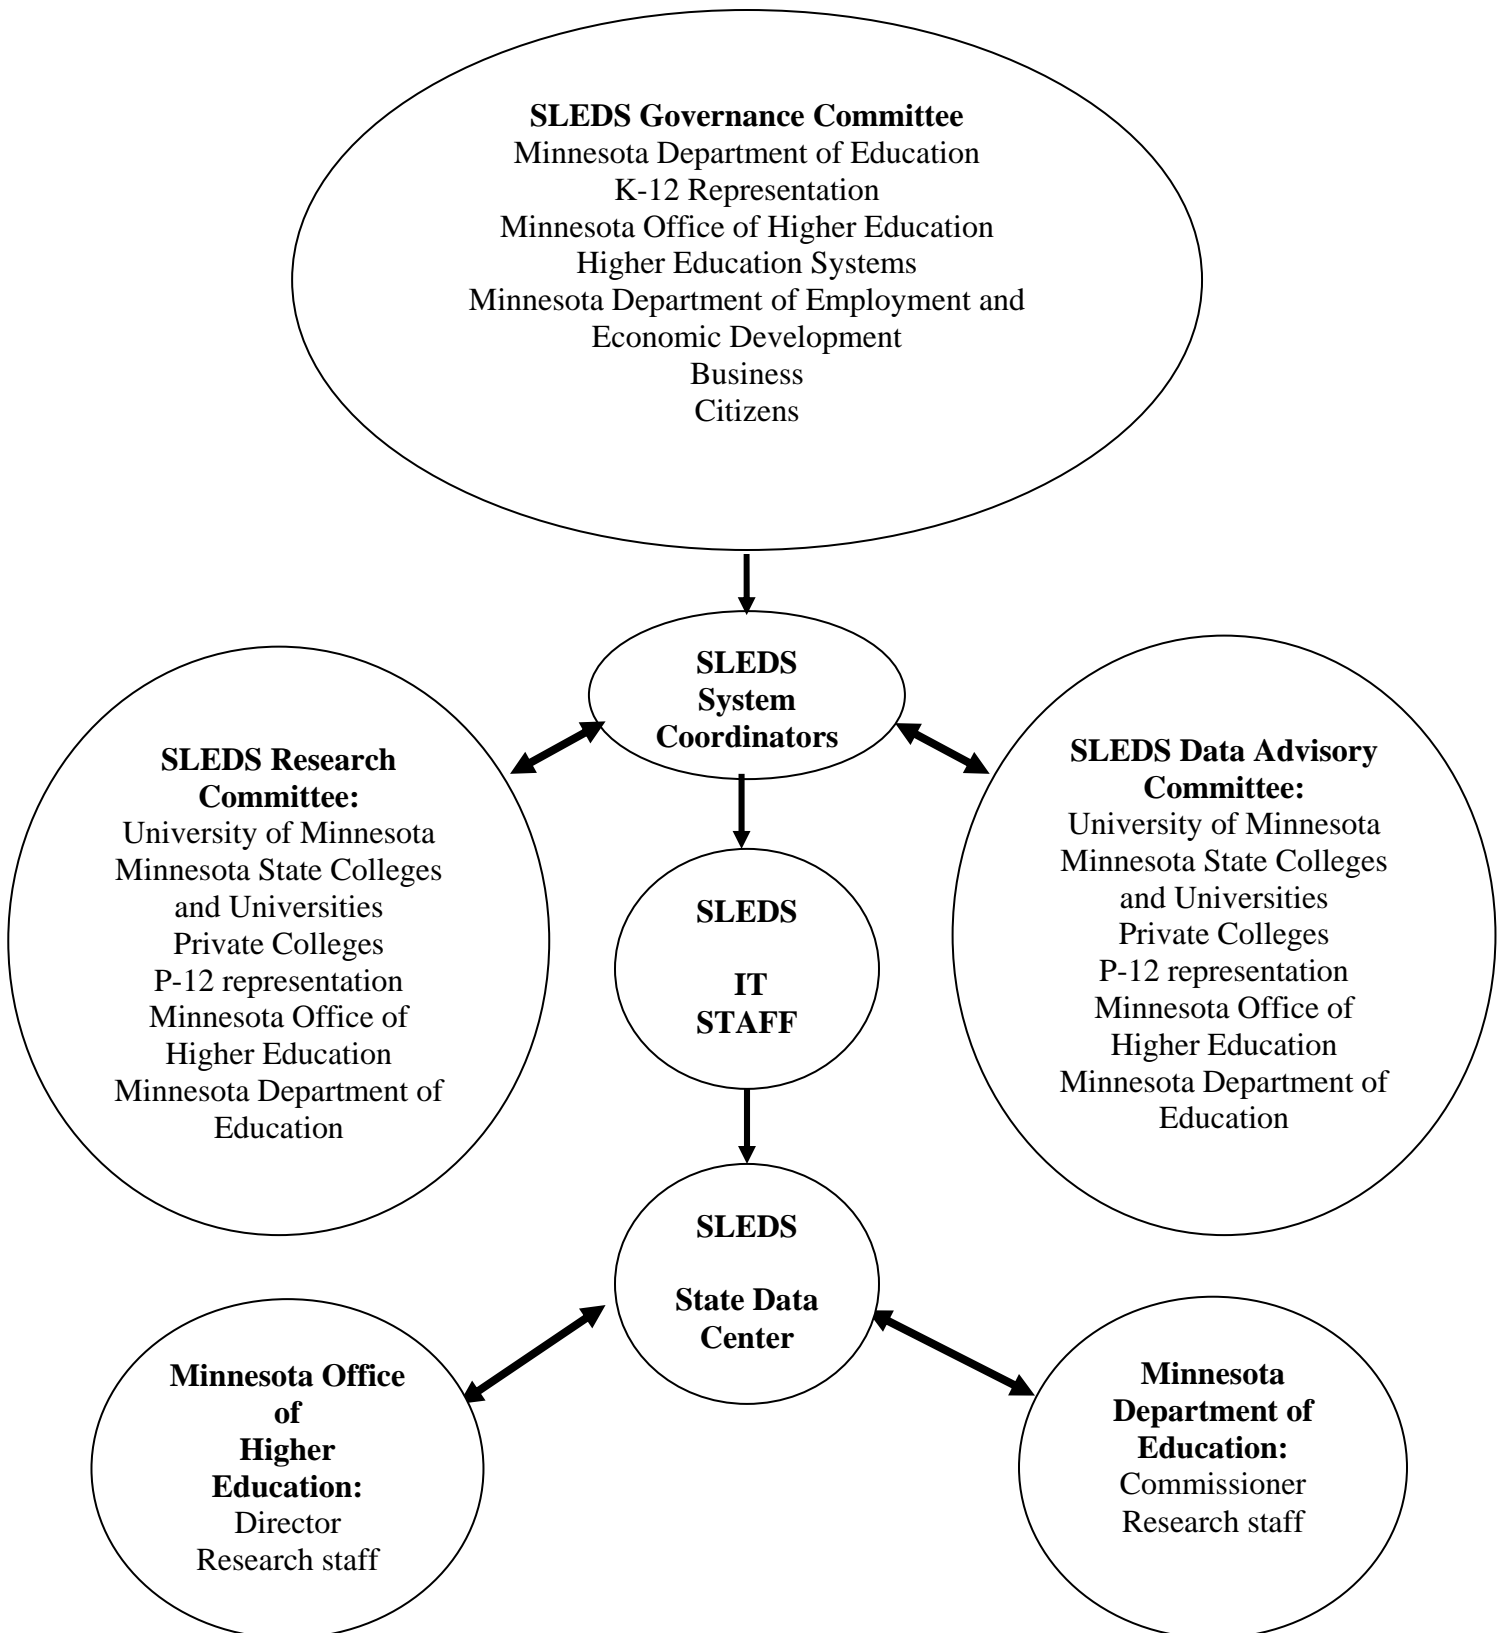 SLEDS Governance Committee
Minnesota Department of Education
K-12 Representation
Minnesota Office of Higher Education
Higher Education Systems
Minnesota Department of Employment and
Economic Development
Business
Citizens
SLEDS
System
Coordinators
SLEDS Research
Committee:
University of Minnesota
Minnesota State Colleges
and Universities
Private Colleges
P-12 representation
Minnesota Office of
Higher Education
Minnesota Department of
Education
SLEDS
IT
STAFF
SLEDS Data Advisory
Committee:
University of Minnesota
Minnesota State Colleges
and Universities
Private Colleges
P-12 representation
Minnesota Office of
Higher Education
Minnesota Department of
Education
SLEDS
State Data
Center
Minnesota Office
of
Higher
Education:
Director
Research staff
Minnesota
Department of
Education:
Commissioner
Research staff